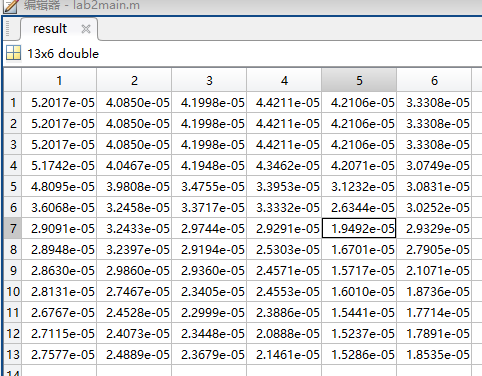 编辑器 - lab2main.m
result
13x6 double
1 2 3 4 5 6
1 5.2017e-05 4.0850e-05 4.1998e-05 4.4211e-05 4.2106e-05 3.3308e-05
2 5.2017e-05 4.0850e-05 4.1998e-05 4.4211e-05 4.2106e-05 3.3308e-05
3 5.2017e-05 4.0850e-05 4.1998e-05 4.4211e-05 4.2106e-05 3.3308e-05
4 5.1742e-05 4.0467e-05 4.1948e-05 4.3462e-05 4.2071e-05 3.0749e-05
5 4.8095e-05 3.9808e-05 3.4755e-05 3.3953e-05 3.1232e-05 3.0831e-05
6 3.6068e-05 3.2458e-05 3.3717e-05 3.3332e-05 2.6344e-05 3.0252e-05
7 2.9091e-05 3.2433e-05 2.9744e-05 2.9291e-05 1.9492e-05 2.9329e-05
8 2.8948e-05 3.2397e-05 2.9194e-05 2.5303e-05 1.6701e-05 2.7905e-05
9 2.8630e-05 2.9860e-05 2.9360e-05 2.4571e-05 1.5717e-05 2.1071e-05
10 2.8131e-05 2.7467e-05 2.3405e-05 2.4553e-05 1.6010e-05 1.8736e-05
11 2.6767e-05 2.4528e-05 2.2999e-05 2.3886e-05 1.5441e-05 1.7714e-05
12 2.7115e-05 2.4073e-05 2.3448e-05 2.0888e-05 1.5237e-05 1.7891e-05
13 2.7577e-05 2.4889e-05 2.3679e-05 2.1461e-05 1.5286e-05 1.8535e-05